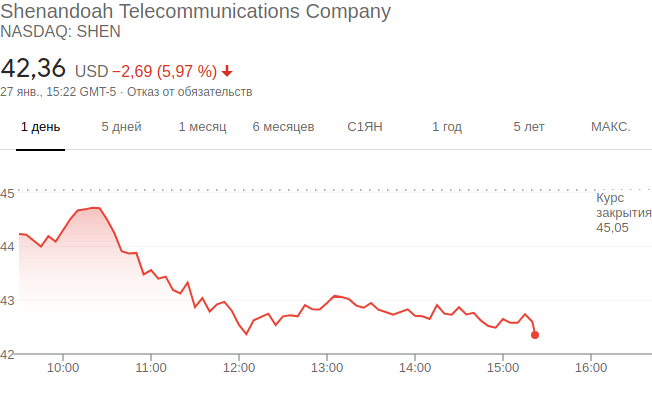 Shenandoah Telecommunications Company
NASDAQ: SHEN
42,36 USD −2,69 (5,97 %)
27 янв., 15:22 GMT-5 · Отказ от обязательств
1 день 5 дней 1 месяц 6 месяцев С1ЯН 1 год 5 лет МАКС.
45
Курс
закрытия
45,05
44
43
42
10:00 11:00 12:00 13:00 14:00 15:00 16:00